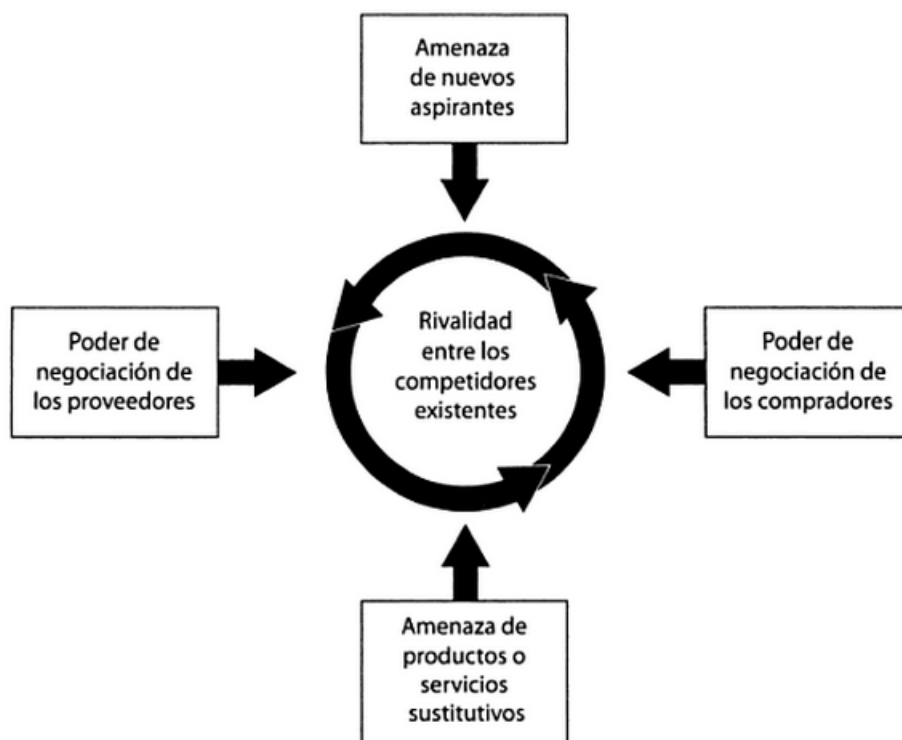 Amenaza
de nuevos
aspirantes
Poder de
negociación de
los proveedores
Rivalidad
entre los
competidores
existentes
Poder de
negociación de
los compradores
Amenaza de
productos o
servicios
sustitutivos